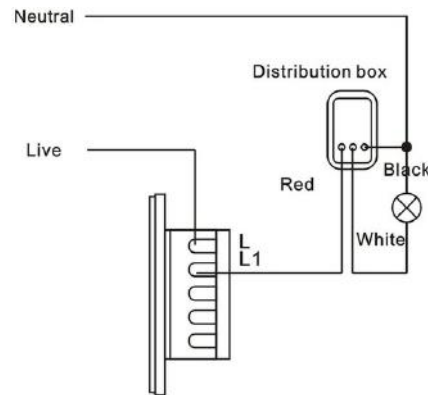 Neutral
Distribution box
Live
Black
Red
L
White
L1